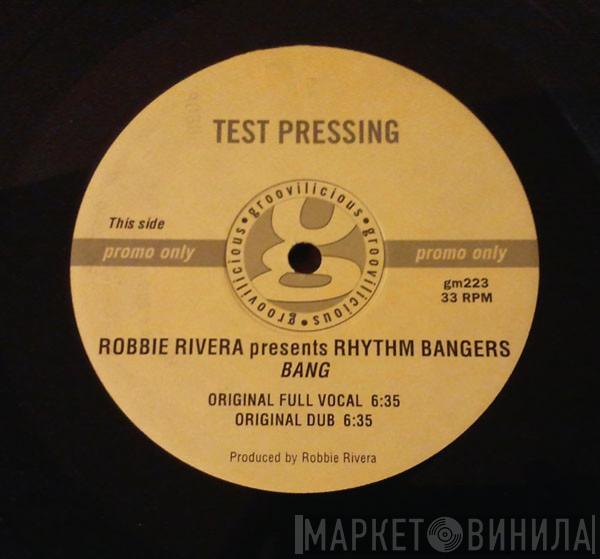 TEST PRESSING
groovilicious • groovilicious • groovilicious •
This side
promo only
promo only
gm223
33 RPM
ROBBIE RIVERA presents RHYTHM BANGERS
BANG
ORIGINAL FULL VOCAL 6:35
ORIGINAL DUB 6:35
Produced by Robbie Rivera
МАРКЕТ ВИНИЛА